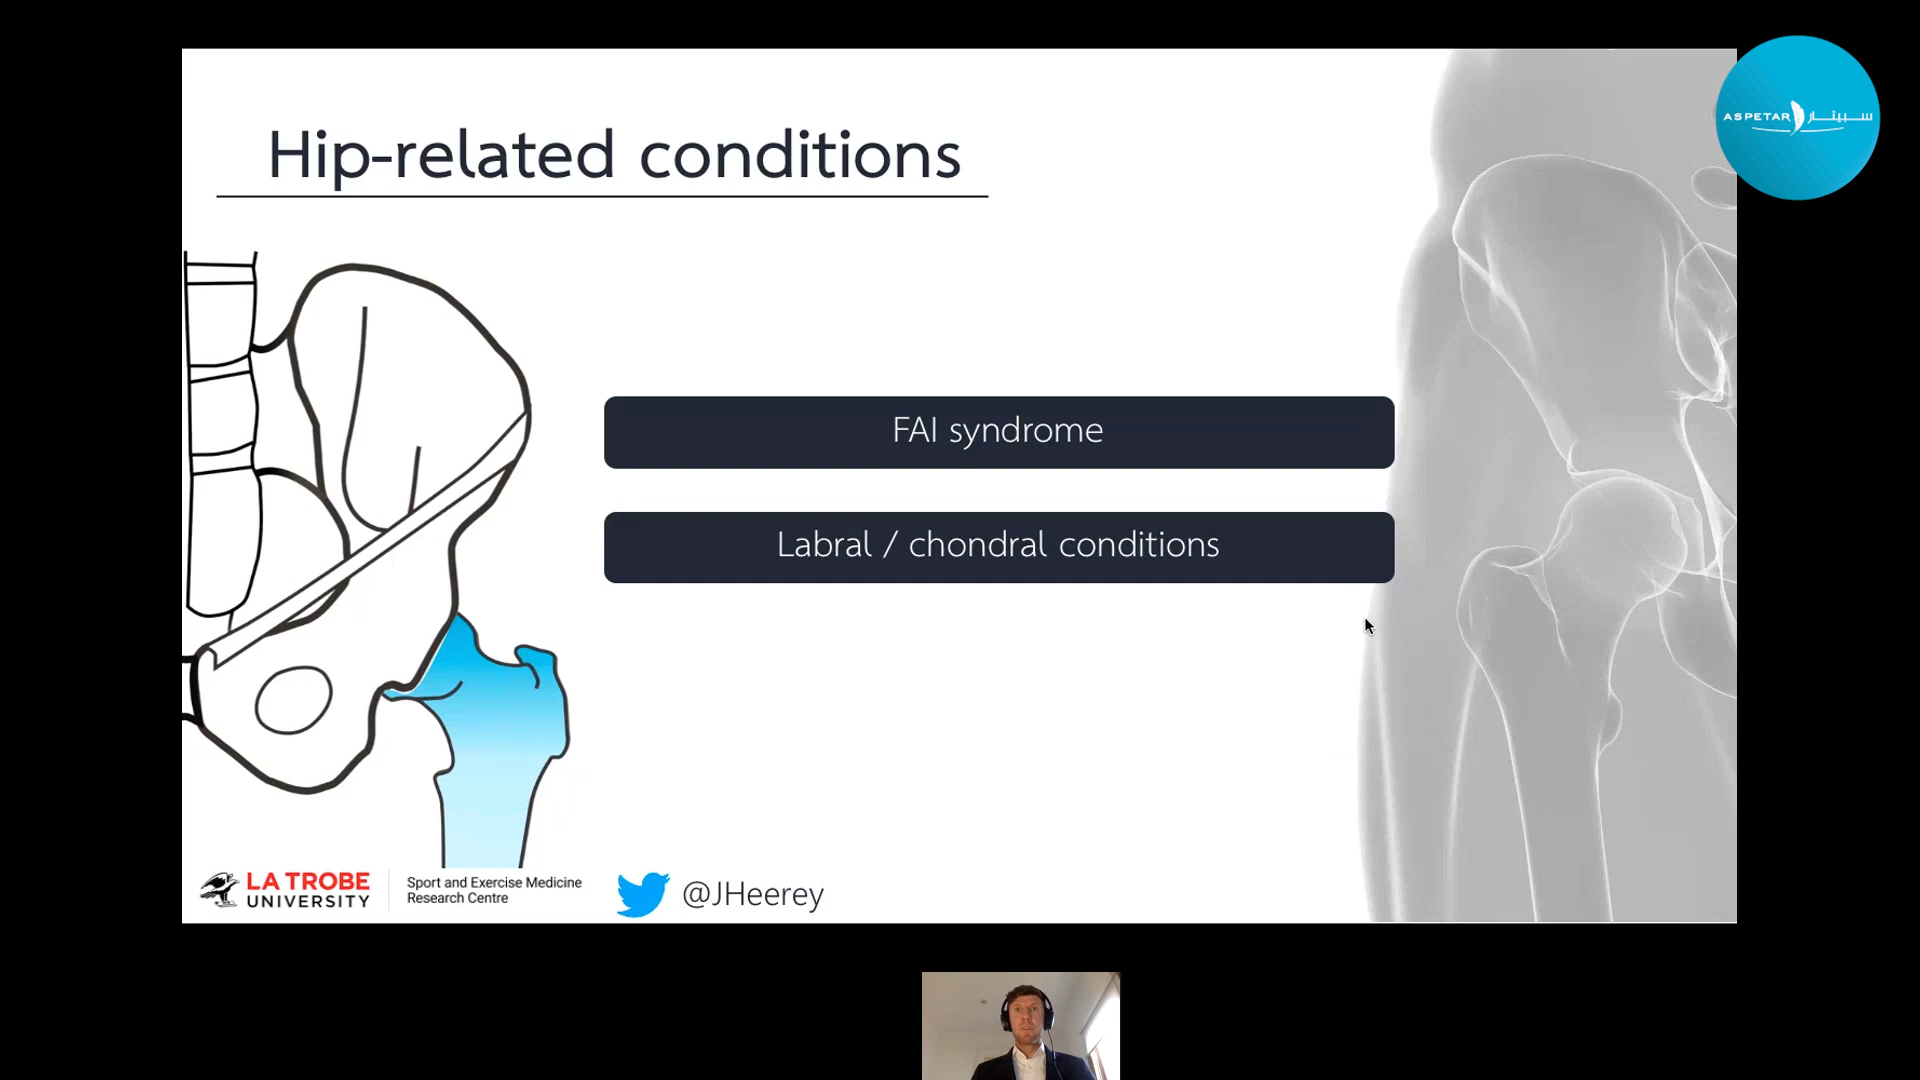 Hip-related conditions
ASPETAR سبيتار
FAI syndrome
Labral / chondral conditions
LA TROBE
UNIVERSITY
Sport and Exercise Medicine
Research Centre
@JHeerey